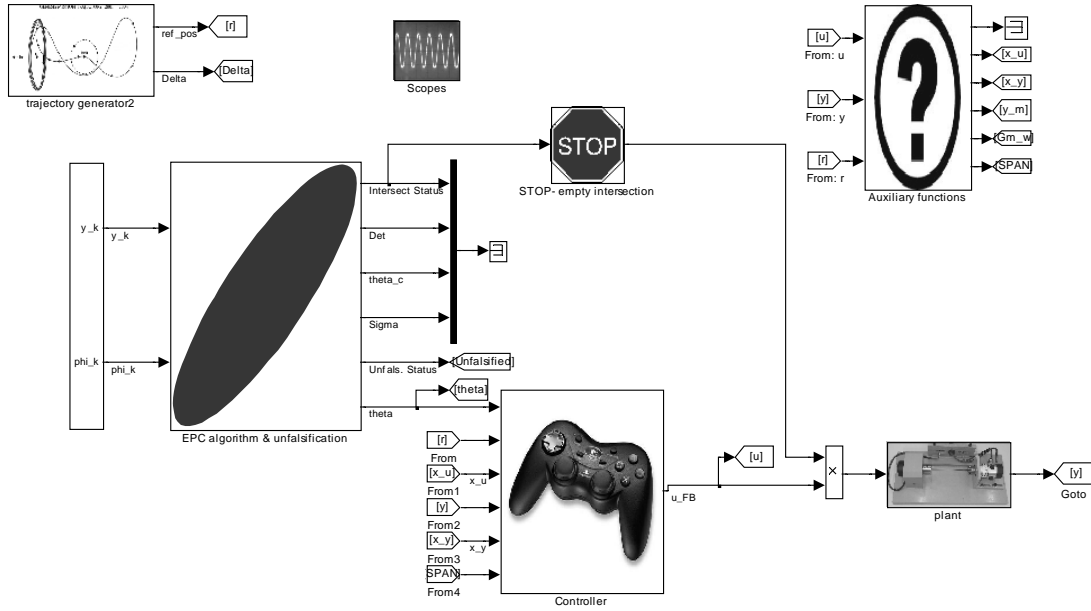 ref_pos
[r]
Delta
[Delta]
trajectory generator2
Scopes
[u]
From: u
[y]
From: y
[r]
From: r
[x_u]
[x_y]
[y_m]
[Gm_w]
[SPAN]
Auxiliary functions
STOP
STOP- empty intersection
y_k
y_k
phi_k
phi_k
Intersect Status
Det
theta_c
Sigma
Unfals. Status
[Unfalsified]
theta
[theta]
EPC algorithm & unfalsification
[r]
From
[x_u]
From1
x_u
[y]
From2
[x_y]
From3
x_y
[SPAN]
From4
Controller
u_FB
[u]
×
plant
[y]
Goto